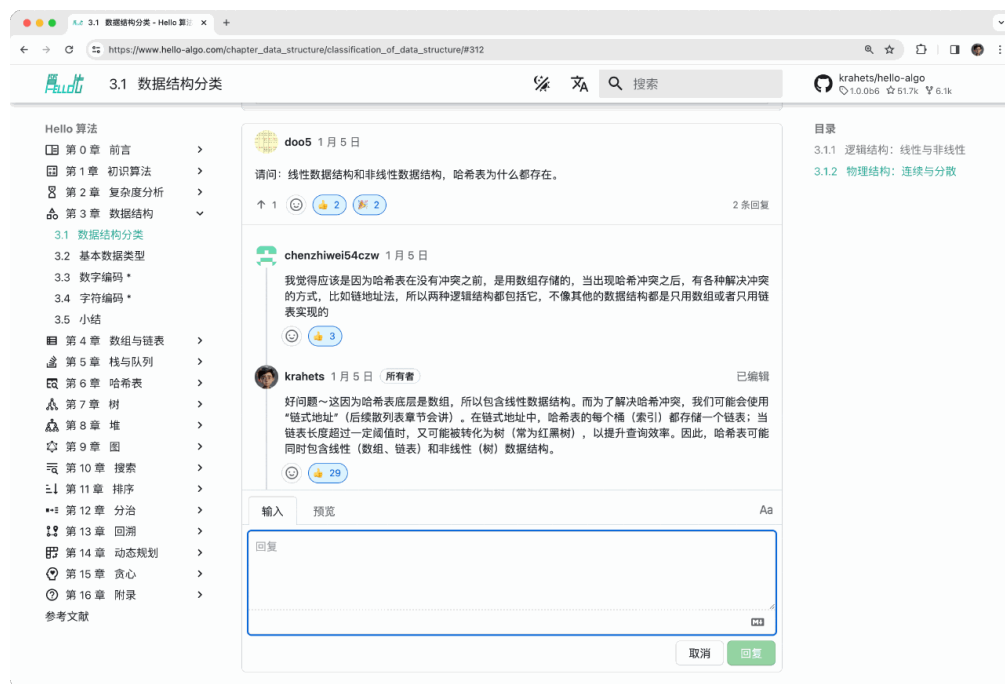 3.1 数据结构分类 - Hello 算法
https://www.hello-algo.com/chapter_data_structure/classification_of_data_structure/#312
3.1 数据结构分类
搜索
krahets/hello-algo
1.0.0b6 51.7k 6.1k
Hello 算法
第 0 章 前言
第 1 章 初识算法
第 2 章 复杂度分析
第 3 章 数据结构
3.1 数据结构分类
3.2 基本数据类型
3.3 数字编码 *
3.4 字符编码 *
3.5 小结
第 4 章 数组与链表
第 5 章 栈与队列
第 6 章 哈希表
第 7 章 树
第 8 章 堆
第 9 章 图
第 10 章 搜索
第 11 章 排序
第 12 章 分治
第 13 章 回溯
第 14 章 动态规划
第 15 章 贪心
第 16 章 附录
参考文献
doo5 1 月 5 日
请问：线性数据结构和非线性数据结构，哈希表为什么都存在。
1 2 2 2 条回复
chenzhiwei54czw 1 月 5 日
我觉得应该是因为哈希表在没有冲突之前，是用数组存储的，当出现哈希冲突之后，有各种解决冲突
的方式，比如链地址法，所以两种逻辑结构都包括它，不像其他的数据结构都是只用数组或者只用链
表实现的
3
krahets 1 月 5 日 所有者 已编辑
好问题～这因为哈希表底层是数组，所以包含线性数据结构。而为了解决哈希冲突，我们可能会使用
“链式地址”（后续散列表章节会讲）。在链式地址中，哈希表的每个桶（索引）都存储一个链表；当
链表长度超过一定阈值时，又可能被转化为树（常为红黑树），以提升查询效率。因此，哈希表可能
同时包含线性（数组、链表）和非线性（树）数据结构。
29
输入 预览 Aa
回复
取消 回复
目录
3.1.1 逻辑结构：线性与非线性
3.1.2 物理结构：连续与分散